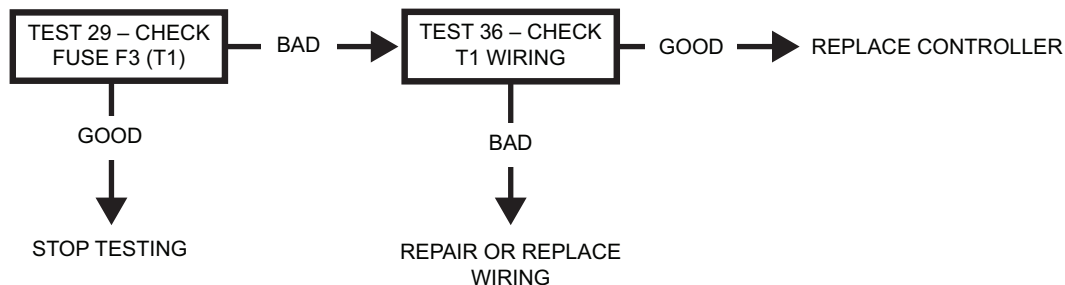 TEST 29 – CHECK
FUSE F3 (T1)
BAD
TEST 36 – CHECK
T1 WIRING
GOOD
REPLACE CONTROLLER
GOOD
BAD
STOP TESTING
REPAIR OR REPLACE
WIRING